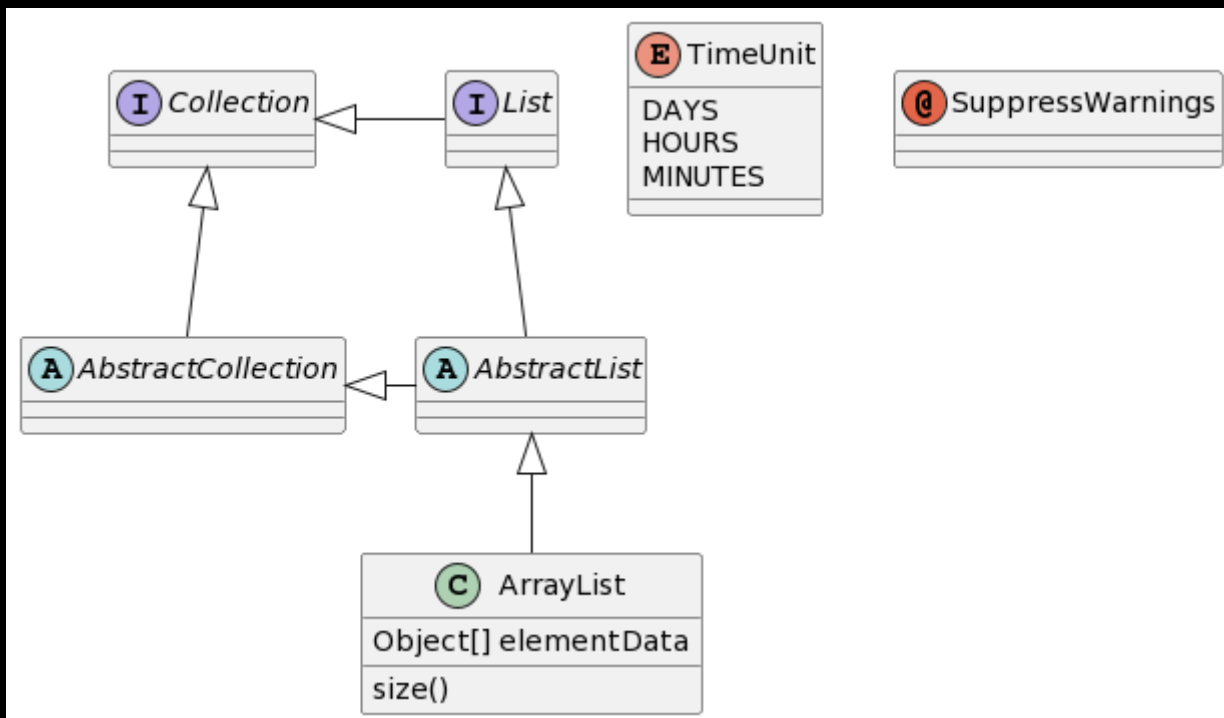 I Collection
I List
E TimeUnit
DAYS
HOURS
MINUTES
@ SuppressWarnings
A AbstractCollection
A AbstractList
C ArrayList
Object[] elementData
size()